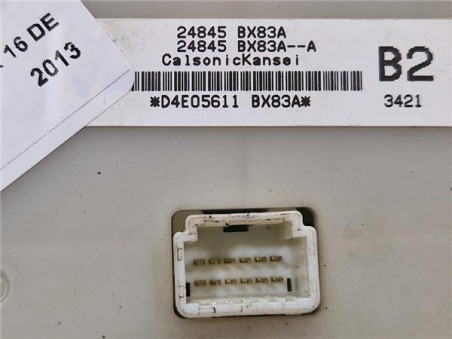 16 DE
2013
24845 BX83A
24845 BX83A--A
CalsonicKansei
*D4E05611 BX83A*
B2
3421